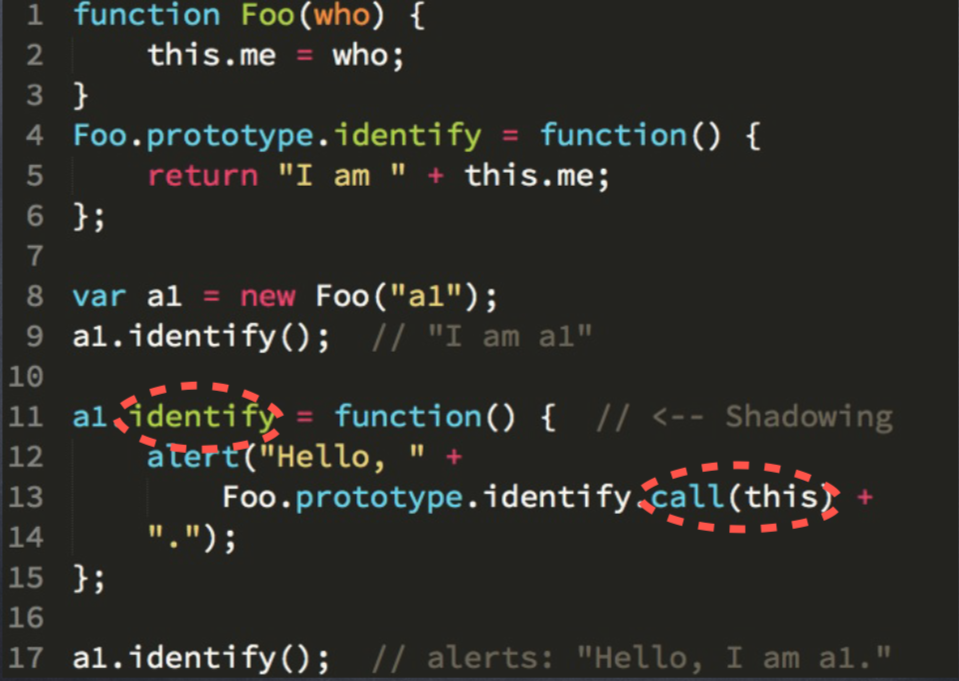 1 function Foo(who) {
2 this.me = who;
3 }
4 Foo.prototype.identify = function() {
5 return "I am " + this.me;
6 };
7
8 var a1 = new Foo("a1");
9 a1.identify(); // "I am a1"
10
11 a1.identify = function() { // <-- Shadowing
12 alert("Hello, " +
13 Foo.prototype.identify.call(this) +
14 ".");
15 };
16
17 a1.identify(); // alerts: "Hello, I am a1."